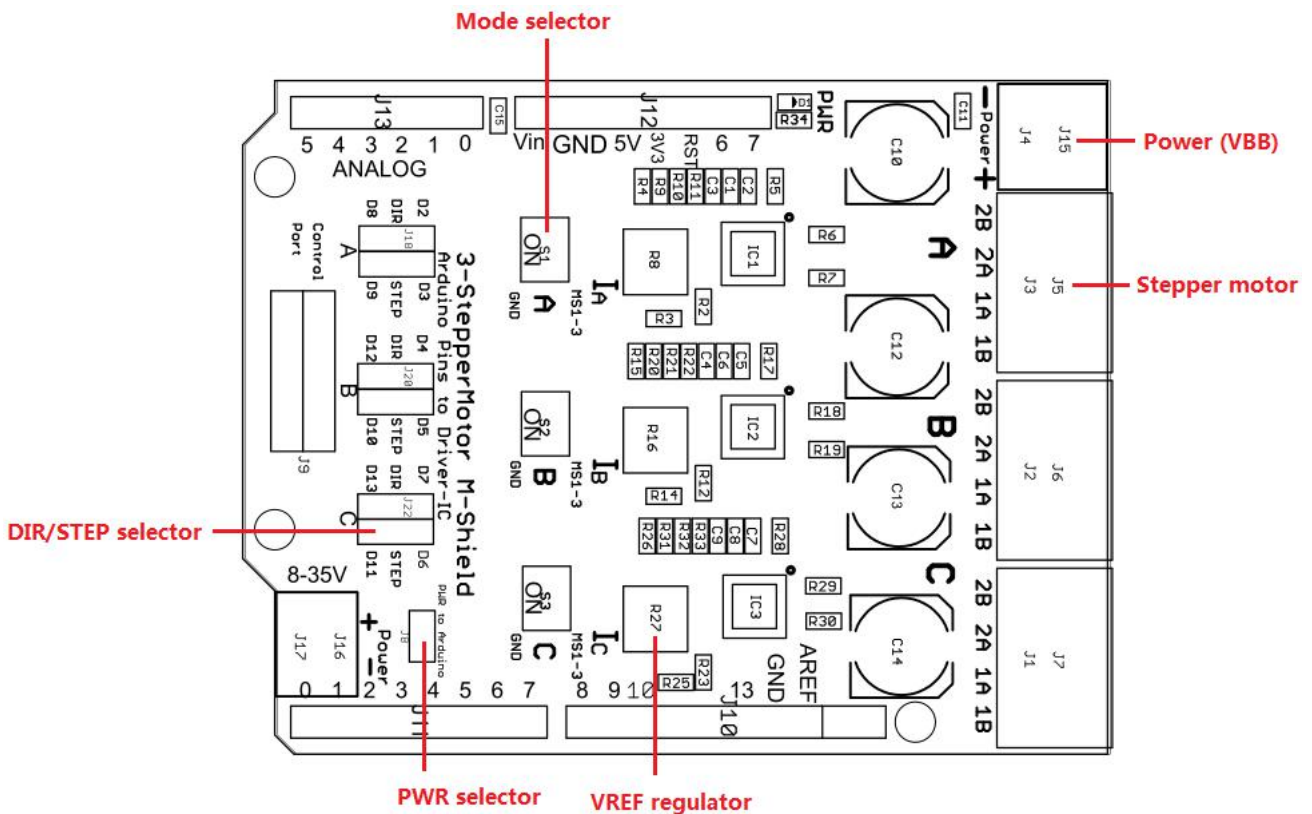 Mode selector
J13
C15
J12
D1
R34
PWR
C11
- Power +
J4
J15
Power (VBB)
5 4 3 2 1 0
ANALOG
Vin GND 5V 3V3 RST 6 7
C10
R4 R9 R10 R11 C3 C1 C2 R5
D8 DIR D2
J18
A
D9 STEP D3
Control Port
J9
S1
ON
GND
A
MS1-3
IA
R8
IC1
R6
R7
R2
R3
A
2B 2A 1A 1B
J3
J5
Stepper motor
3-StepperMotor M-Shield
Arduino Pins to Driver-IC
D12 DIR D4
J20
B
D10 STEP D5
R15 R20 R21 R22 C4 C6 C5 R17
C12
S2
ON
GND
B
MS1-3
IB
R16
IC2
R18
R19
R12
R14
B
2B 2A 1A 1B
J2
J6
D13 DIR D7
J22
C
D11 STEP D6
DIR/STEP selector
R26 R31 R32 R33 C9 C8 C7 R28
C13
S3
ON
GND
C
MS1-3
IC
R27
IC3
R29
R30
R23
R25
C
C14
2B 2A 1A 1B
J1
J7
8-35V
J17
J16
+ Power -
J8
PWR to Arduino
0 1 2 3 4 5 6 7
J11
8 9 10 13 GND AREF
J10
PWR selector
VREF regulator